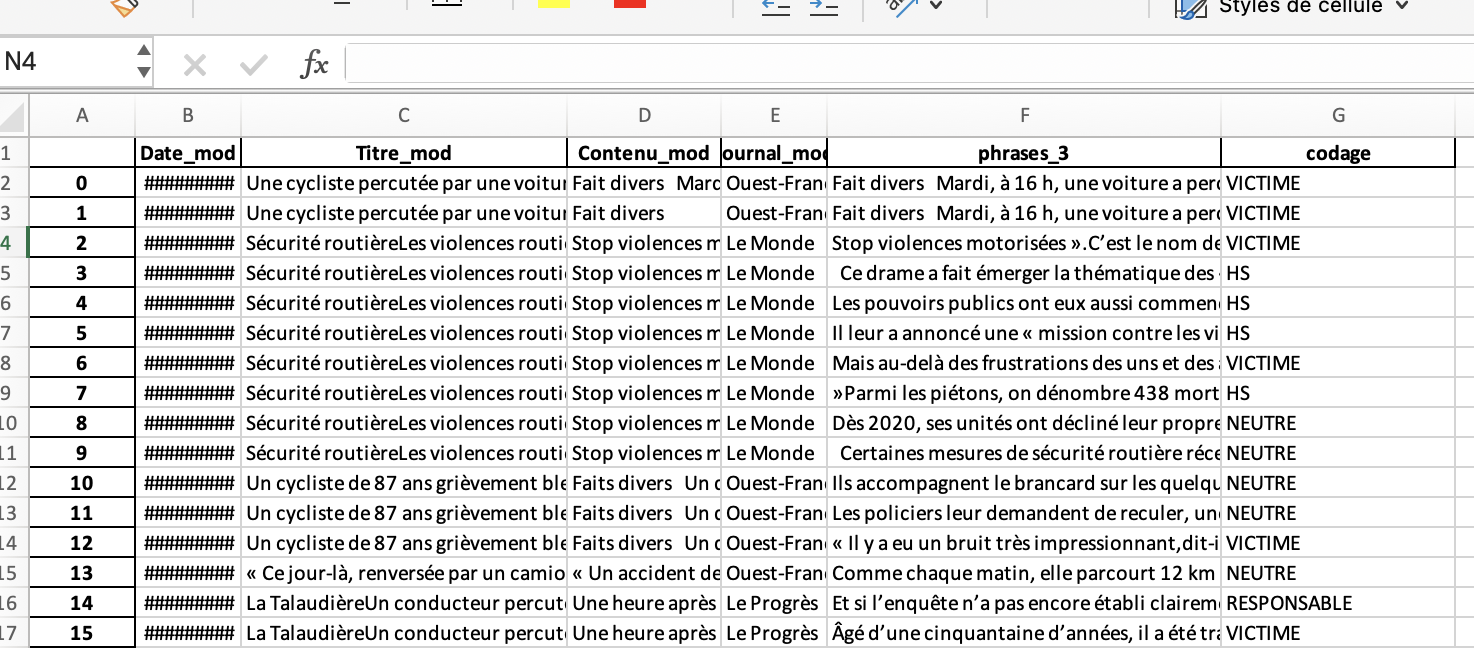 Styles de cellule
N4 fx
A B C D E F G
1 Date_mod Titre_mod Contenu_mod ournal_mod phrases_3 codage
2 0 ######### Une cycliste percutée par une voitur Fait divers Mard Ouest-Fran Fait divers Mardi, à 16 h, une voiture a perc VICTIME
3 1 ######### Une cycliste percutée par une voitur Fait divers Ouest-Fran Fait divers Mardi, à 16 h, une voiture a perc VICTIME
4 2 ######### Sécurité routièreLes violences routi Stop violences m Le Monde Stop violences motorisées ».C’est le nom de VICTIME
5 3 ######### Sécurité routièreLes violences routi Stop violences m Le Monde Ce drame a fait émerger la thématique des HS
6 4 ######### Sécurité routièreLes violences routi Stop violences m Le Monde Les pouvoirs publics ont eux aussi commen HS
7 5 ######### Sécurité routièreLes violences routi Stop violences m Le Monde Il leur a annoncé une « mission contre les vi HS
8 6 ######### Sécurité routièreLes violences routi Stop violences m Le Monde Mais au-delà des frustrations des uns et des VICTIME
9 7 ######### Sécurité routièreLes violences routi Stop violences m Le Monde »Parmi les piétons, on dénombre 438 mort HS
10 8 ######### Sécurité routièreLes violences routi Stop violences m Le Monde Dès 2020, ses unités ont décliné leur propre NEUTRE
11 9 ######### Sécurité routièreLes violences routi Stop violences m Le Monde Certaines mesures de sécurité routière réce NEUTRE
12 10 ######### Un cycliste de 87 ans grièvement ble Faits divers Un c Ouest-Fran Ils accompagnent le brancard sur les quelqu NEUTRE
13 11 ######### Un cycliste de 87 ans grièvement ble Faits divers Un c Ouest-Fran Les policiers leur demandent de reculer, un NEUTRE
14 12 ######### Un cycliste de 87 ans grièvement ble Faits divers Un c Ouest-Fran « Il y a eu un bruit très impressionnant,dit-i VICTIME
15 13 ######### « Ce jour-là, renversée par un camio « Un accident de Ouest-Fran Comme chaque matin, elle parcourt 12 km NEUTRE
16 14 ######### La TalaudièreUn conducteur percut Une heure après Le Progrès Et si l’enquête n’a pas encore établi clairem RESPONSABLE
17 15 ######### La TalaudièreUn conducteur percut Une heure après Le Progrès Âgé d’une cinquantaine d’années, il a été tra VICTIME